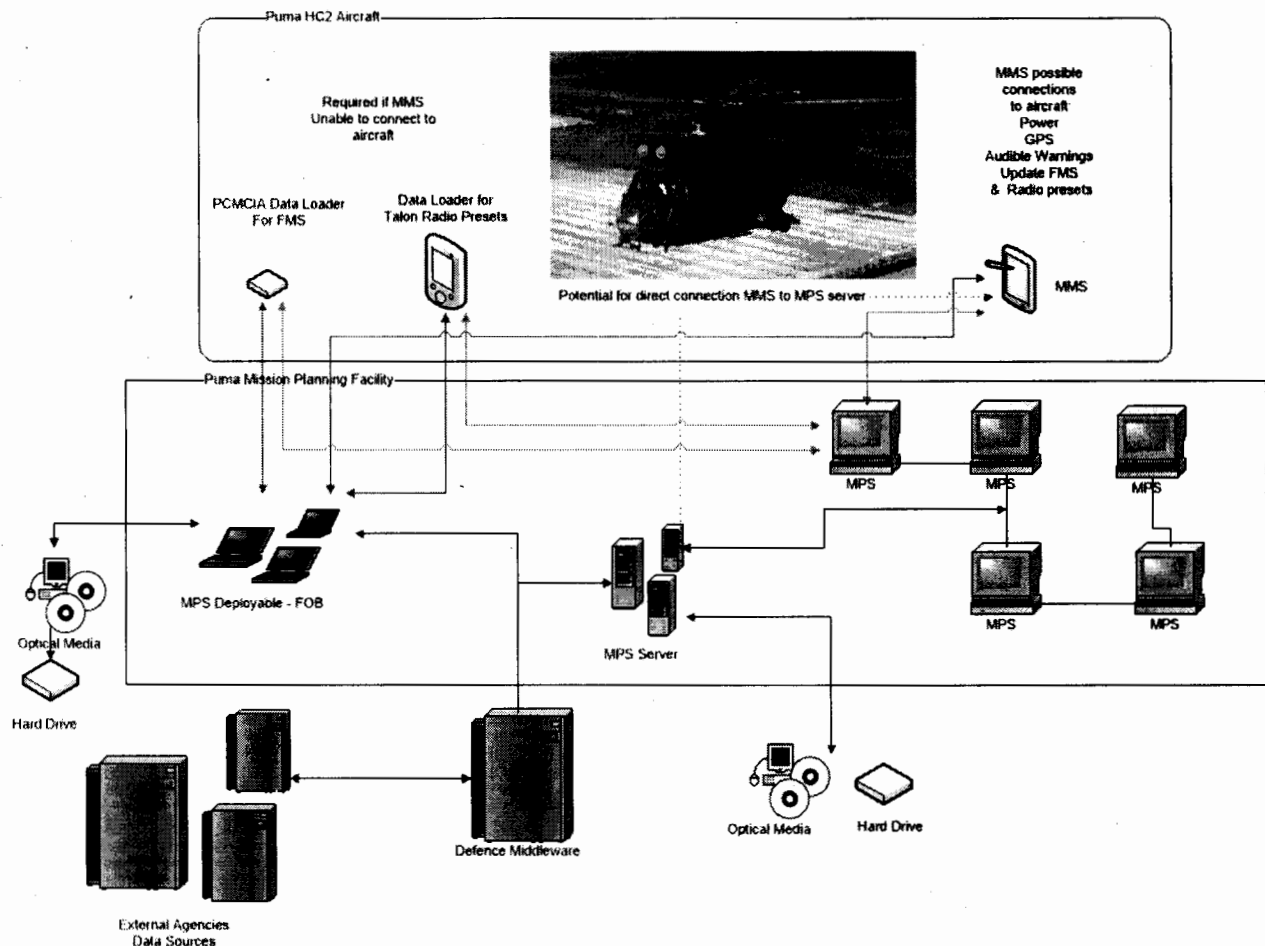 Puma HC2 Aircraft
Required if MMS
Unable to connect to
aircraft
MMS possible
connections
to aircraft
Power
GPS
Audible Warnings
Update FMS
& Radio presets
PCMCIA Data Loader
For FMS
Data Loader for
Talon Radio Presets
MMS
Potential for direct connection MMS to MPS server
Puma Mission Planning Facility
MPS
MPS
MPS
MPS Deployable - FOB
MPS Server
MPS
MPS
Optical Media
Hard Drive
Defence Middleware
Optical Media
Hard Drive
External Agencies
Data Sources